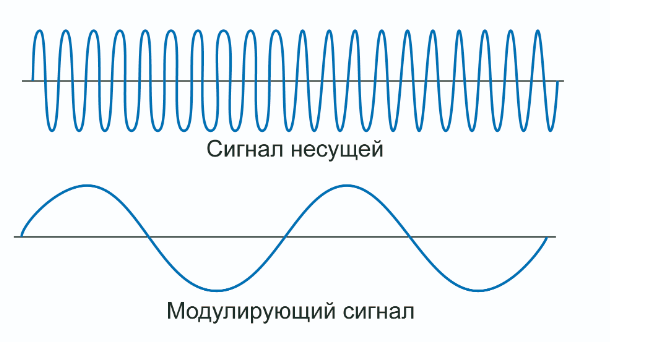 Сигнал несущей
Модулирующий сигнал